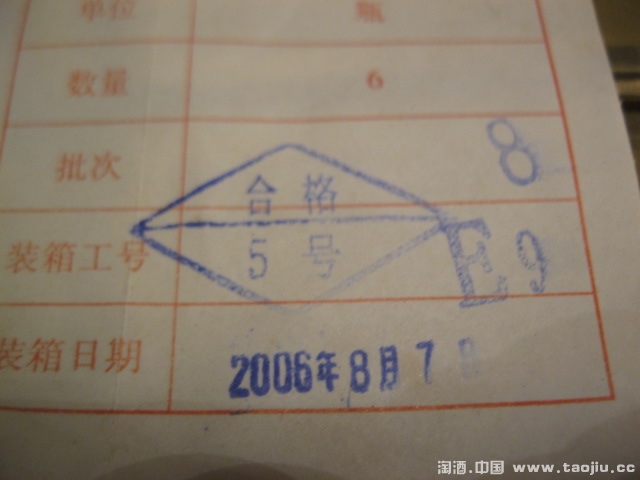 单位 瓶
数量 6
批次 8
合格
装箱工号 5号 E9
装箱日期 2006年8月7日
淘酒.中国 www.taojiu.cc